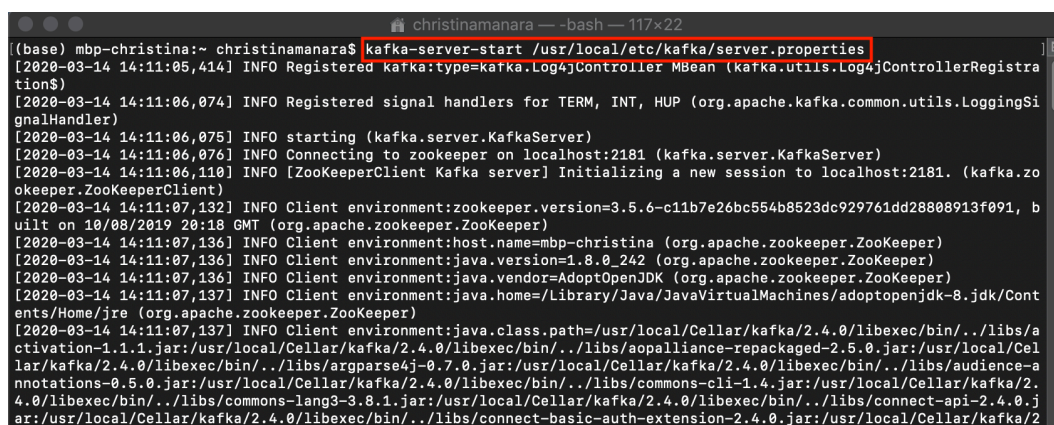 christinamanara — -bash — 117×22
[(base) mbp-christina:~ christinamanara$ kafka-server-start /usr/local/etc/kafka/server.properties ]
[2020-03-14 14:11:05,414] INFO Registered kafka:type=kafka.Log4jController MBean (kafka.utils.Log4jControllerRegistra
tion$)
[2020-03-14 14:11:06,074] INFO Registered signal handlers for TERM, INT, HUP (org.apache.kafka.common.utils.LoggingSi
gnalHandler)
[2020-03-14 14:11:06,075] INFO starting (kafka.server.KafkaServer)
[2020-03-14 14:11:06,076] INFO Connecting to zookeeper on localhost:2181 (kafka.server.KafkaServer)
[2020-03-14 14:11:06,110] INFO [ZooKeeperClient Kafka server] Initializing a new session to localhost:2181. (kafka.zo
okeeper.ZooKeeperClient)
[2020-03-14 14:11:07,132] INFO Client environment:zookeeper.version=3.5.6-c11b7e26bc554b8523dc929761dd28808913f091, b
uilt on 10/08/2019 20:18 GMT (org.apache.zookeeper.ZooKeeper)
[2020-03-14 14:11:07,136] INFO Client environment:host.name=mbp-christina (org.apache.zookeeper.ZooKeeper)
[2020-03-14 14:11:07,136] INFO Client environment:java.version=1.8.0_242 (org.apache.zookeeper.ZooKeeper)
[2020-03-14 14:11:07,136] INFO Client environment:java.vendor=AdoptOpenJDK (org.apache.zookeeper.ZooKeeper)
[2020-03-14 14:11:07,137] INFO Client environment:java.home=/Library/Java/JavaVirtualMachines/adoptopenjdk-8.jdk/Cont
ents/Home/jre (org.apache.zookeeper.ZooKeeper)
[2020-03-14 14:11:07,137] INFO Client environment:java.class.path=/usr/local/Cellar/kafka/2.4.0/libexec/bin/../libs/a
ctivation-1.1.1.jar:/usr/local/Cellar/kafka/2.4.0/libexec/bin/../libs/aopalliance-repackaged-2.5.0.jar:/usr/local/Cel
lar/kafka/2.4.0/libexec/bin/../libs/argparse4j-0.7.0.jar:/usr/local/Cellar/kafka/2.4.0/libexec/bin/../libs/audience-a
nnotations-0.5.0.jar:/usr/local/Cellar/kafka/2.4.0/libexec/bin/../libs/commons-cli-1.4.jar:/usr/local/Cellar/kafka/2.
4.0/libexec/bin/../libs/commons-lang3-3.8.1.jar:/usr/local/Cellar/kafka/2.4.0/libexec/bin/../libs/connect-api-2.4.0.j
ar:/usr/local/Cellar/kafka/2.4.0/libexec/bin/../libs/connect-basic-auth-extension-2.4.0.jar:/usr/local/Cellar/kafka/2